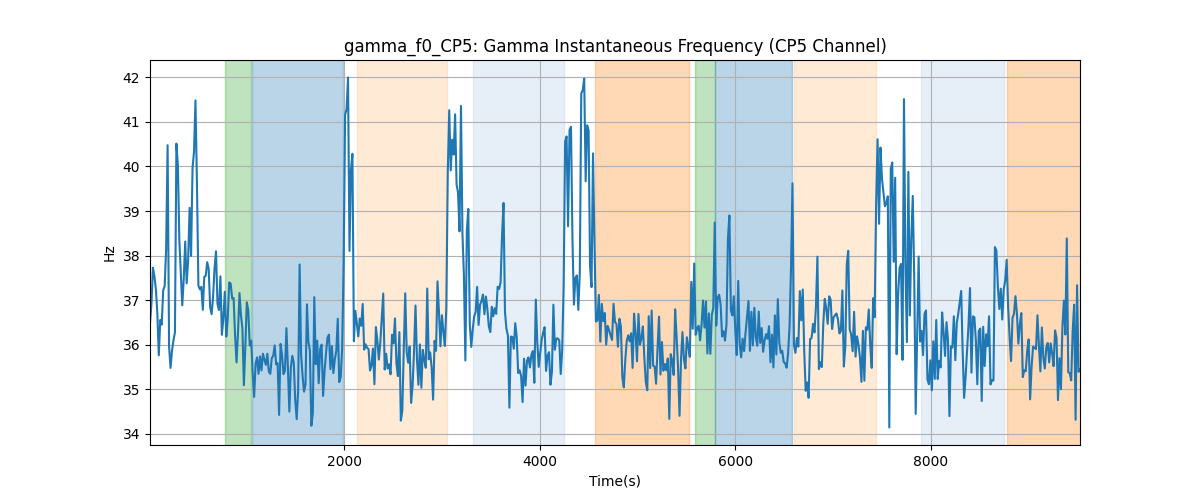 gamma_f0_CP5: Gamma Instantaneous Frequency (CP5 Channel)
42
41
40
39
38
37
36
35
34
Hz
2000 4000 6000 8000
Time(s)